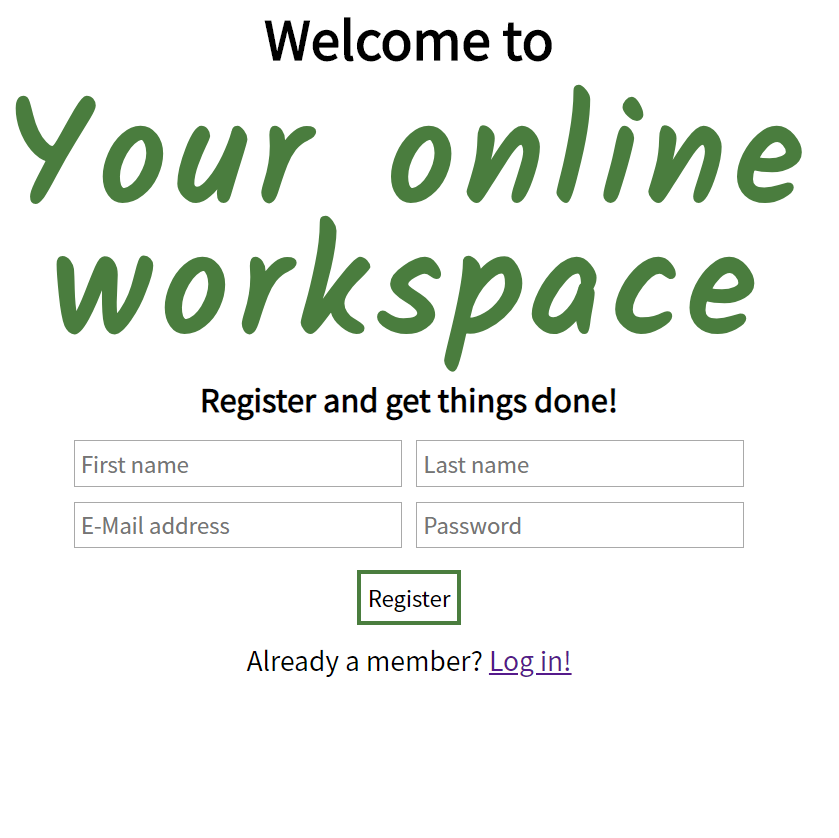 Welcome to
Your online
workspace
Register and get things done!
First name
Last name
E-Mail address
Password
Register
Already a member? Log in!